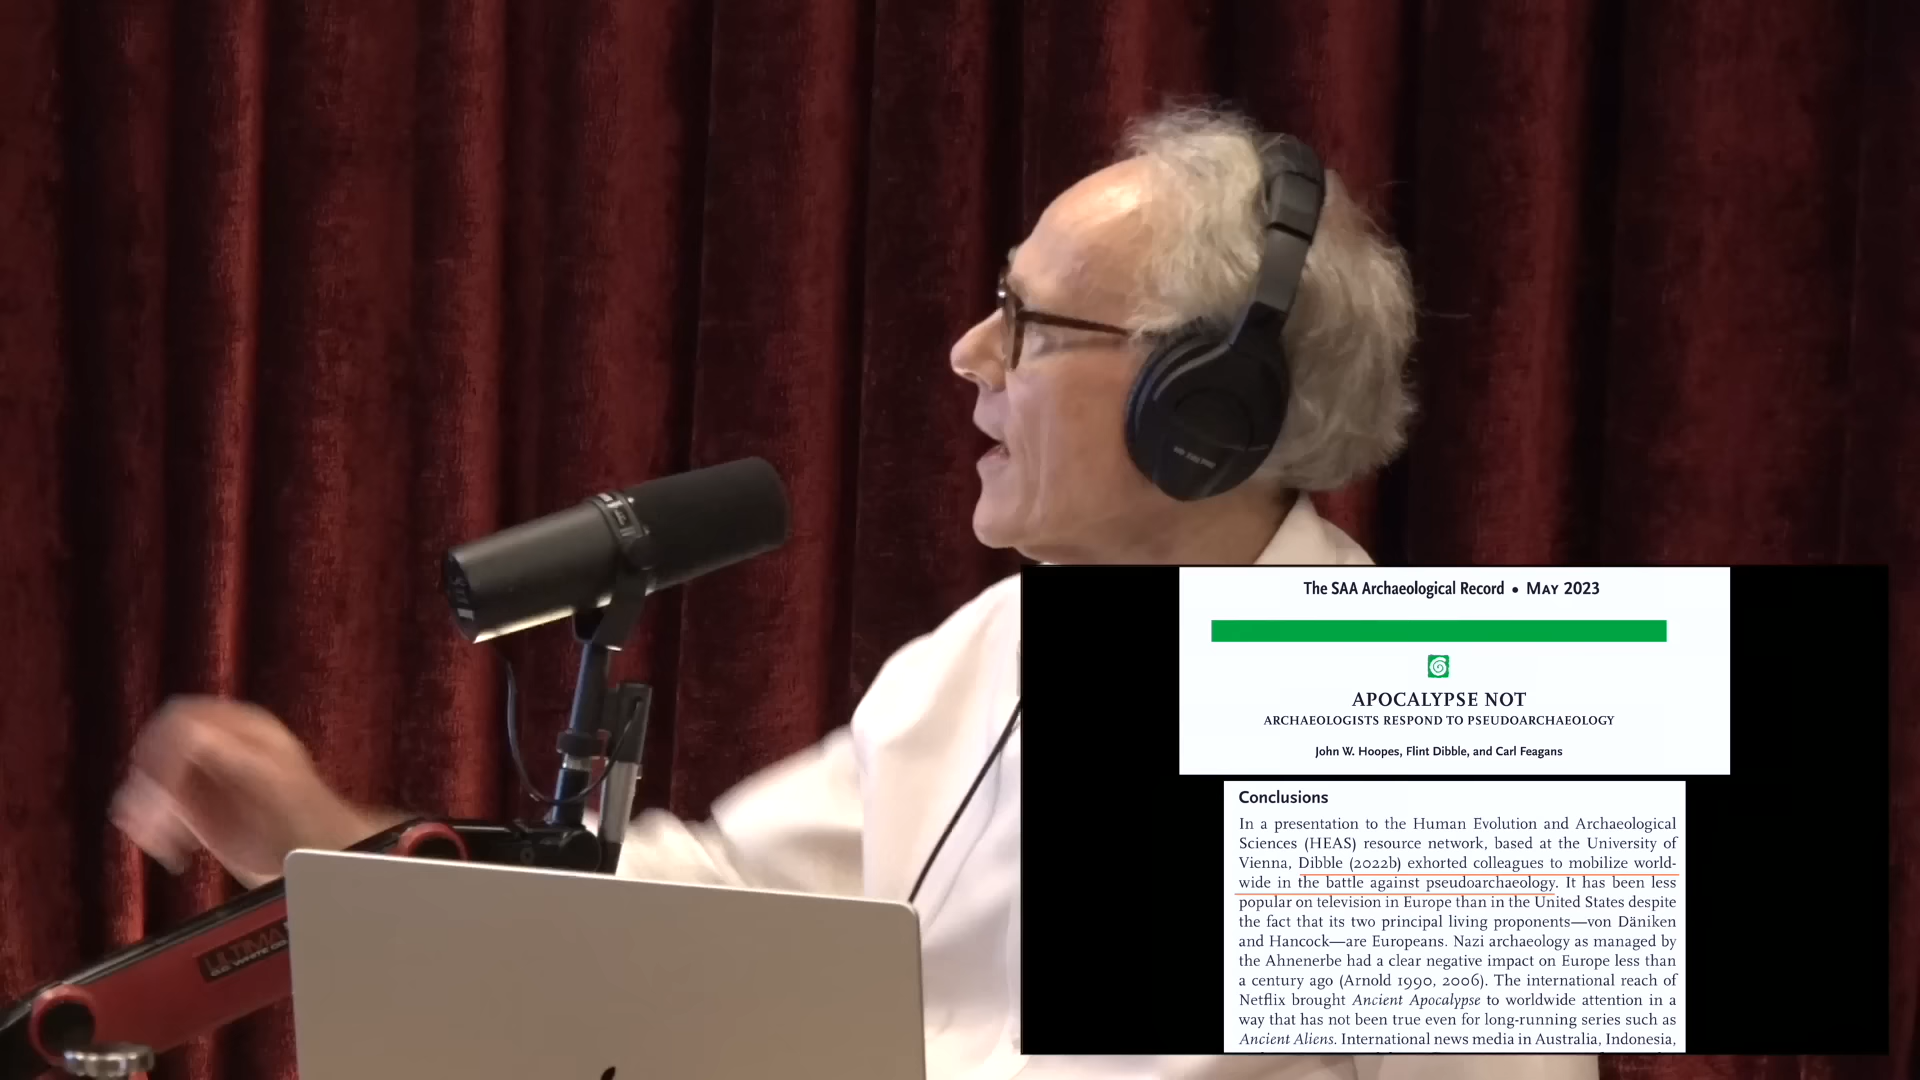 The SAA Archaeological Record • MAY 2023
APOCALYPSE NOT
ARCHAEOLOGISTS RESPOND TO PSEUDOARCHAEOLOGY
John W. Hoopes, Flint Dibble, and Carl Feagans
Conclusions
In a presentation to the Human Evolution and Archaeological
Sciences (HEAS) resource network, based at the University of
Vienna, Dibble (2022b) exhorted colleagues to mobilize world-
wide in the battle against pseudoarchaeology. It has been less
popular on television in Europe than in the United States despite
the fact that its two principal living proponents—von Däniken
and Hancock—are Europeans. Nazi archaeology as managed by
the Ahnenerbe had a clear negative impact on Europe less than
a century ago (Arnold 1990, 2006). The international reach of
Netflix brought Ancient Apocalypse to worldwide attention in a
way that has not been true even for long-running series such as
Ancient Aliens. International news media in Australia, Indonesia,
ULTIMA